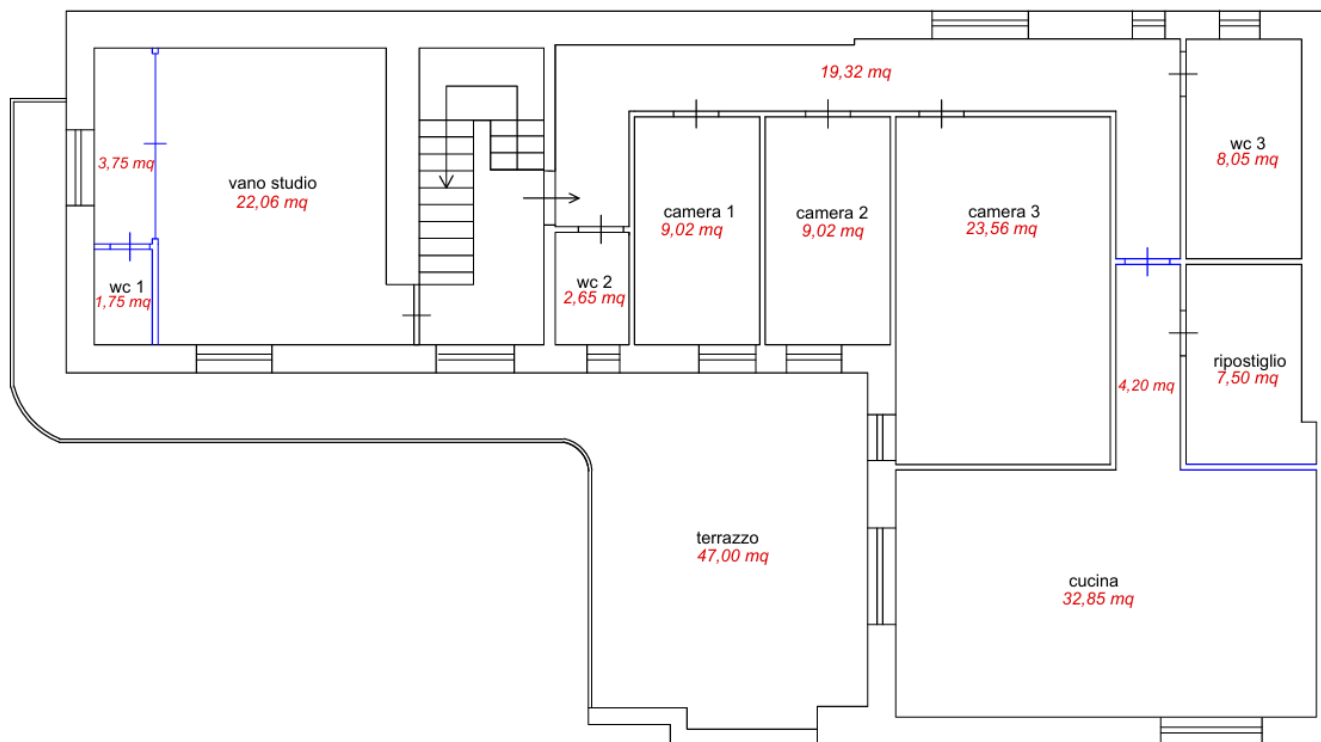 19,32 mq
wc 3
8,05 mq
3,75 mq
vano studio
22,06 mq
camera 1
9,02 mq
camera 2
9,02 mq
camera 3
23,56 mq
wc 1
1,75 mq
wc 2
2,65 mq
ripostiglio
7,50 mq
4,20 mq
terrazzo
47,00 mq
cucina
32,85 mq